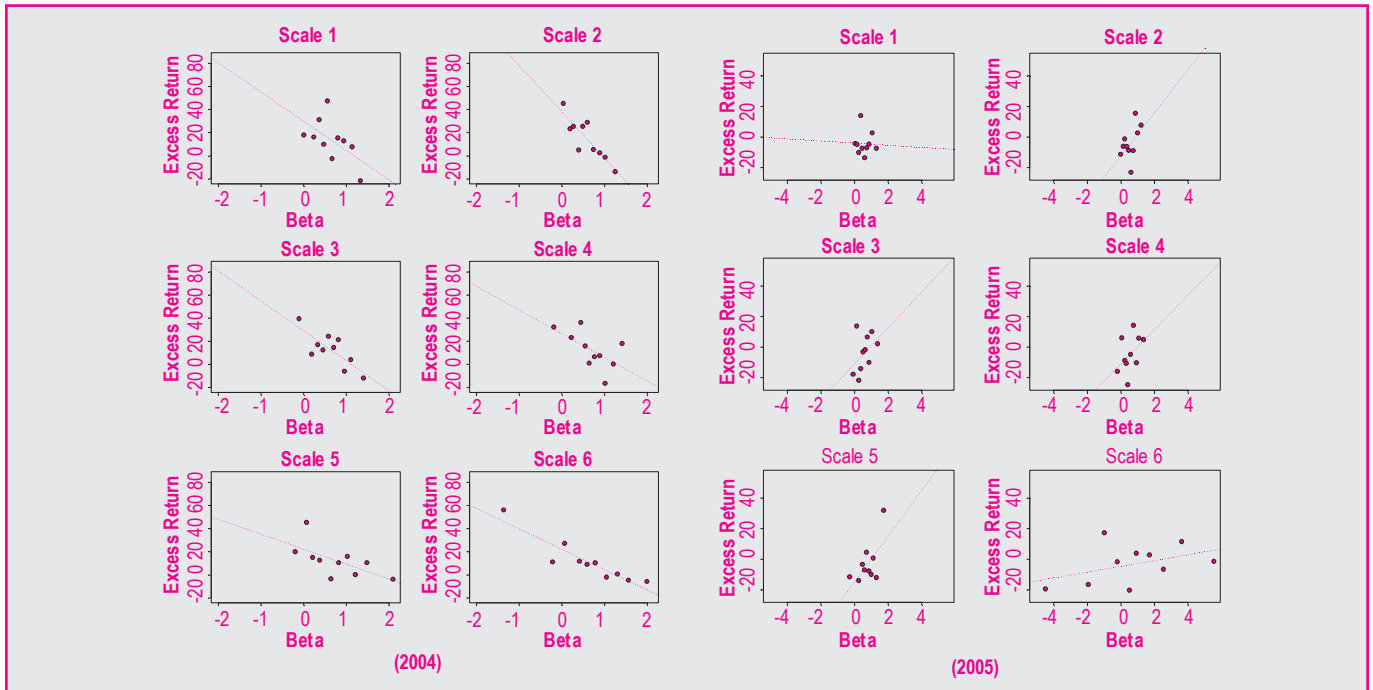 Scale 1
Excess Return
-20 0 20 40 60 80
-2 -1 0 1 2
Beta
Scale 2
Excess Return
-20 0 20 40 60 80
-2 -1 0 1 2
Beta
Scale 3
Excess Return
-20 0 20 40 60 80
-2 -1 0 1 2
Beta
Scale 4
Excess Return
-20 0 20 40 60 80
-2 -1 0 1 2
Beta
Scale 5
Excess Return
-20 0 20 40 60 80
-2 -1 0 1 2
Beta
Scale 6
Excess Return
-20 0 20 40 60 80
-2 -1 0 1 2
Beta
(2004)
Scale 1
Excess Return
-20 0 20 40
-4 -2 0 2 4
Beta
Scale 2
Excess Return
-20 0 20 40
-4 -2 0 2 4
Beta
Scale 3
Excess Return
-20 0 20 40
-4 -2 0 2 4
Beta
Scale 4
Excess Return
-20 0 20 40
-4 -2 0 2 4
Beta
Scale 5
Excess Return
-20 0 20 40
-4 -2 0 2 4
Beta
Scale 6
Excess Return
-20 0 20 40
-4 -2 0 2 4
Beta
(2005)